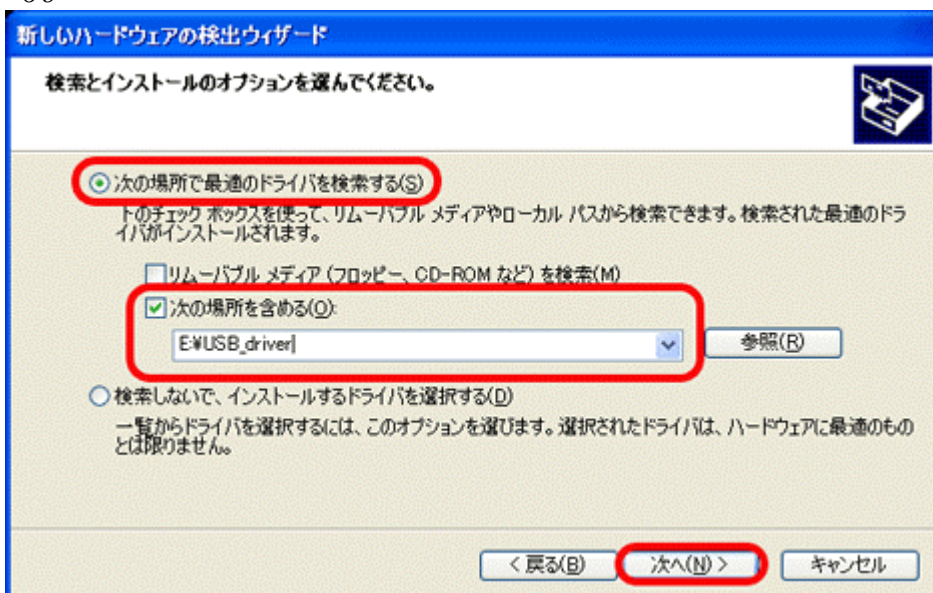 新しいハードウェアの検出ウィザード
検索とインストールのオプションを選んでください。
次の場所で最適のドライバを検索する(S)
下のチェック ボックスを使って、リムーバブル メディアやローカル パスから検索できます。検索された最適のドラ
イバがインストールされます。
リムーバブル メディア (フロッピー、CD-ROM など) を検索(M)
次の場所を含める(O):
E:¥USB_driver
参照(R)
検索しないで、インストールするドライバを選択する(D)
一覧からドライバを選択するには、このオプションを選びます。選択されたドライバは、ハードウェアに最適のもの
とは限りません。
< 戻る(B)
次へ(N) >
キャンセル